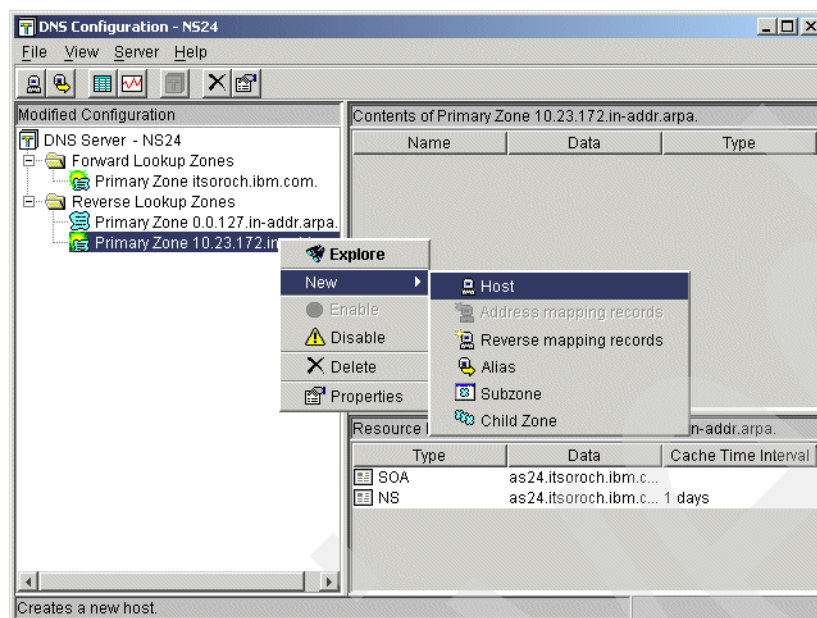 DNS Configuration - NS24
File View Server Help
Modified Configuration
Contents of Primary Zone 10.23.172.in-addr.arpa.
DNS Server - NS24
Name Data Type
Forward Lookup Zones
Primary Zone itsoroch.ibm.com.
Reverse Lookup Zones
Primary Zone 0.0.127.in-addr.arpa.
Primary Zone 10.23.172.in
Explore
New
Host
Enable
Address mapping records
Disable
Reverse mapping records
Delete
Alias
Properties
Subzone
Child Zone
Resource n-addr.arpa.
Type Data Cache Time Interval
SOA as24.itsoroch.ibm.c...
NS as24.itsoroch.ibm.c... 1 days
Creates a new host.